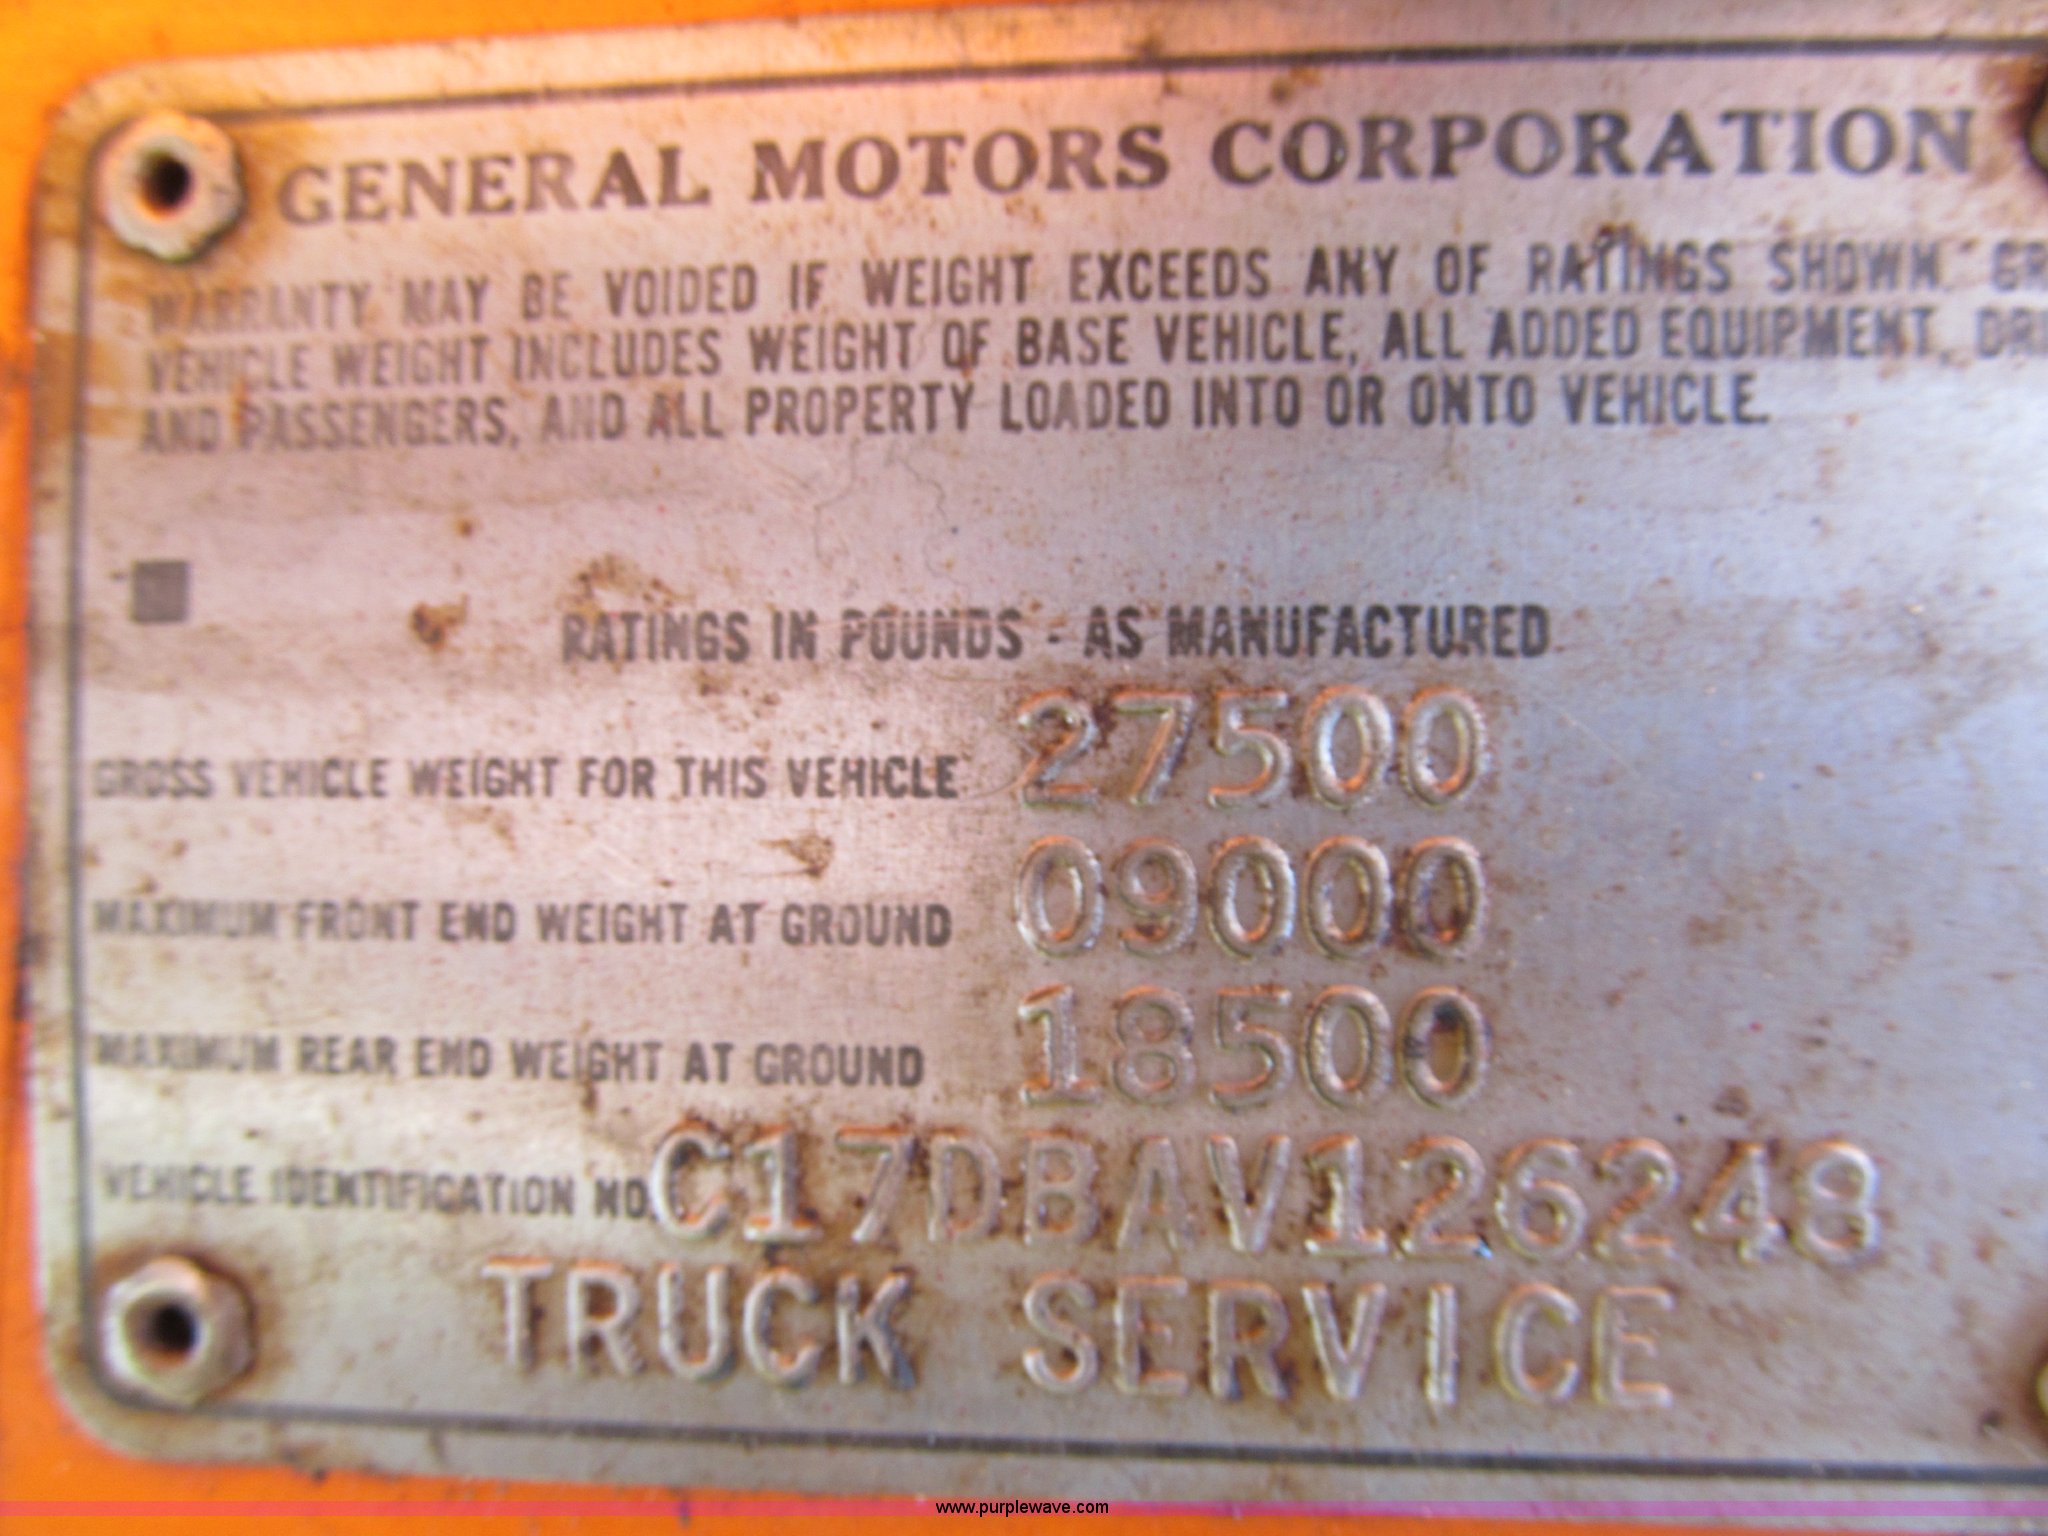 GENERAL MOTORS CORPORATION
WARRANTY MAY BE VOIDED IF WEIGHT EXCEEDS ANY OF RATINGS SHOWN. GR
VEHICLE WEIGHT INCLUDES WEIGHT OF BASE VEHICLE, ALL ADDED EQUIPMENT, DRI
AND PASSENGERS, AND ALL PROPERTY LOADED INTO OR ONTO VEHICLE.
RATINGS IN POUNDS - AS MANUFACTURED
GROSS VEHICLE WEIGHT FOR THIS VEHICLE 27500
MAXIMUM FRONT END WEIGHT AT GROUND 09000
MAXIMUM REAR END WEIGHT AT GROUND 18500
VEHICLE IDENTIFICATION NO. C17DBAV126248
TRUCK SERVICE
www.purplewave.com